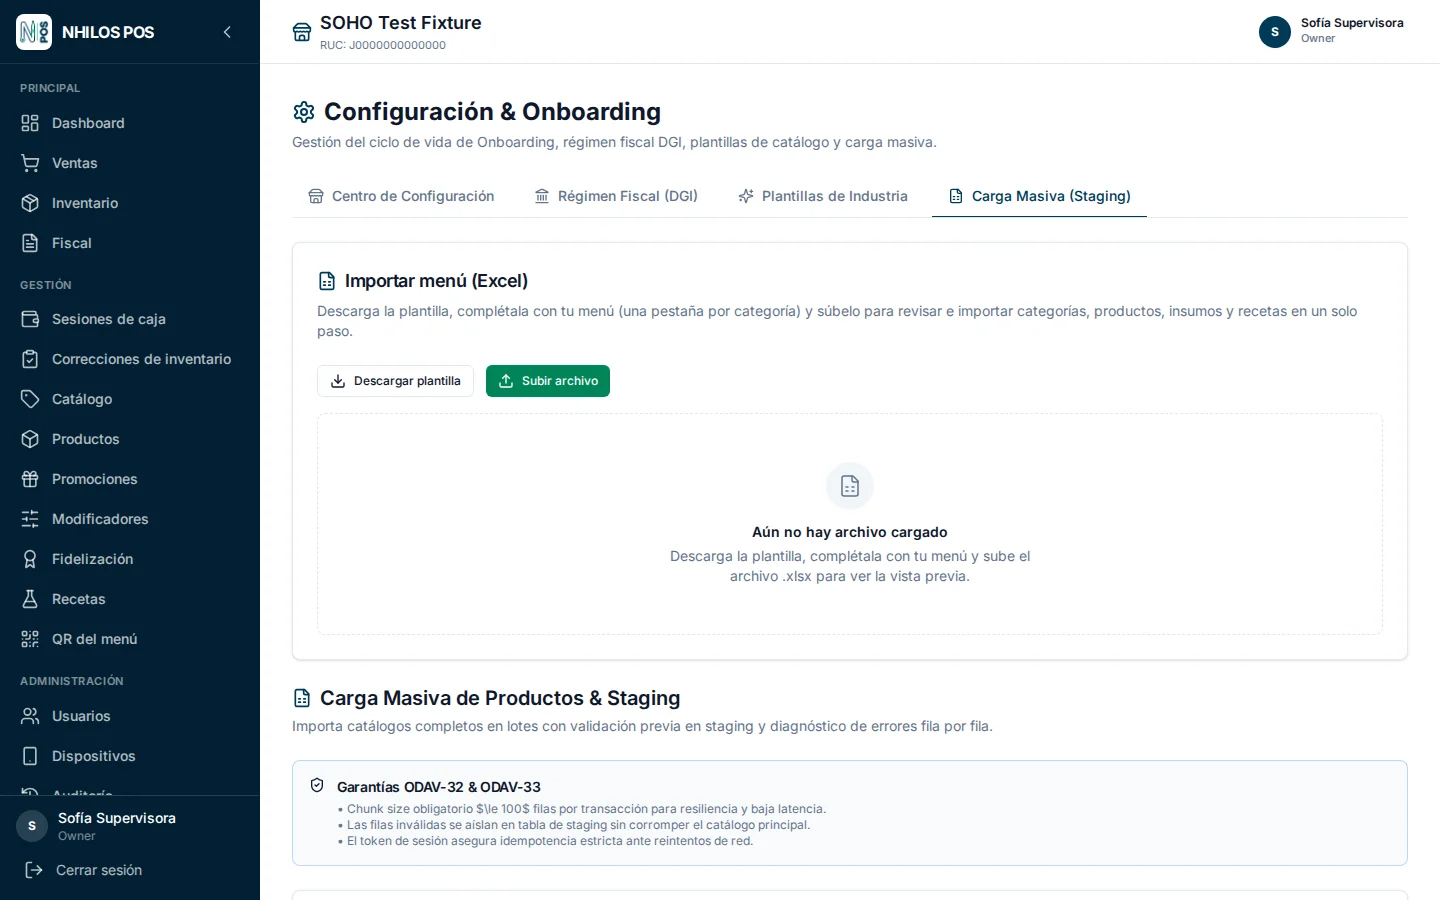 NHILOS POS
PRINCIPAL
Dashboard
Ventas
Inventario
Fiscal
GESTIÓN
Sesiones de caja
Correcciones de inventario
Catálogo
Productos
Promociones
Modificadores
Fidelización
Recetas
QR del menú
ADMINISTRACIÓN
Usuarios
Dispositivos
Auditoría
S
Sofía Supervisora
Owner
Cerrar sesión
SOHO Test Fixture
RUC: J0000000000000
S
Sofía Supervisora
Owner
Configuración & Onboarding
Gestión del ciclo de vida de Onboarding, régimen fiscal DGI, plantillas de catálogo y carga masiva.
Centro de Configuración
Régimen Fiscal (DGI)
Plantillas de Industria
Carga Masiva (Staging)
Importar menú (Excel)
Descarga la plantilla, complétala con tu menú (una pestaña por categoría) y súbelo para revisar e importar categorías, productos, insumos y recetas en un solo
paso.
Descargar plantilla
Subir archivo
Aún no hay archivo cargado
Descarga la plantilla, complétala con tu menú y sube el
archivo .xlsx para ver la vista previa.
Carga Masiva de Productos & Staging
Importa catálogos completos en lotes con validación previa en staging y diagnóstico de errores fila por fila.
Garantías ODAV-32 & ODAV-33
• Chunk size obligatorio $\le 100$ filas por transacción para resiliencia y baja latencia.
• Las filas inválidas se aíslan en tabla de staging sin corromper el catálogo principal.
• El token de sesión asegura idempotencia estricta ante reintentos de red.